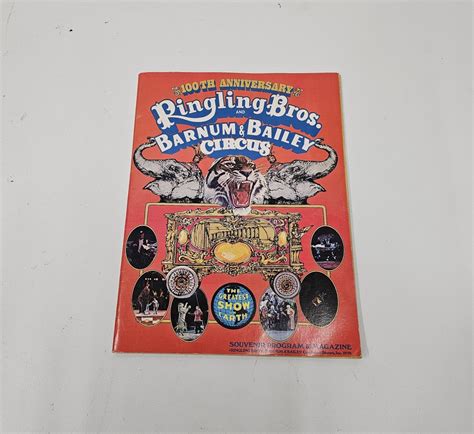 100TH ANNIVERSARY
Ringling Bros.
AND
BARNUM & BAILEY
CIRCUS
THE
GREATEST
SHOW
ON
EARTH
SOUVENIR PROGRAM & MAGAZINE